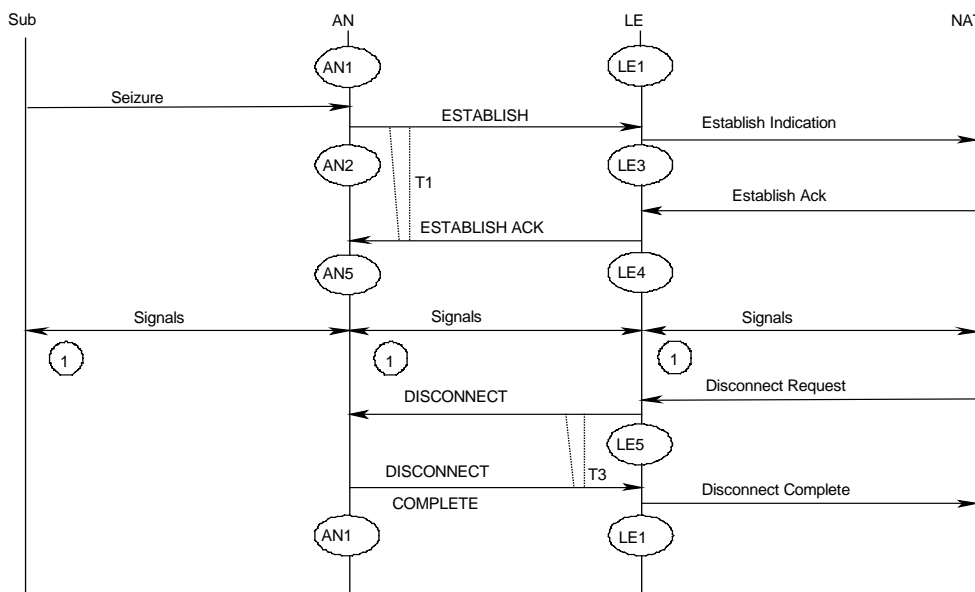 Sub AN LE NAT
AN1 LE1
Seizure
ESTABLISH
Establish Indication
AN2 LE3
T1
Establish Ack
ESTABLISH ACK
AN5 LE4
Signals Signals Signals
1 1 1
Disconnect Request
DISCONNECT
LE5
DISCONNECT T3
COMPLETE
Disconnect Complete
AN1 LE1